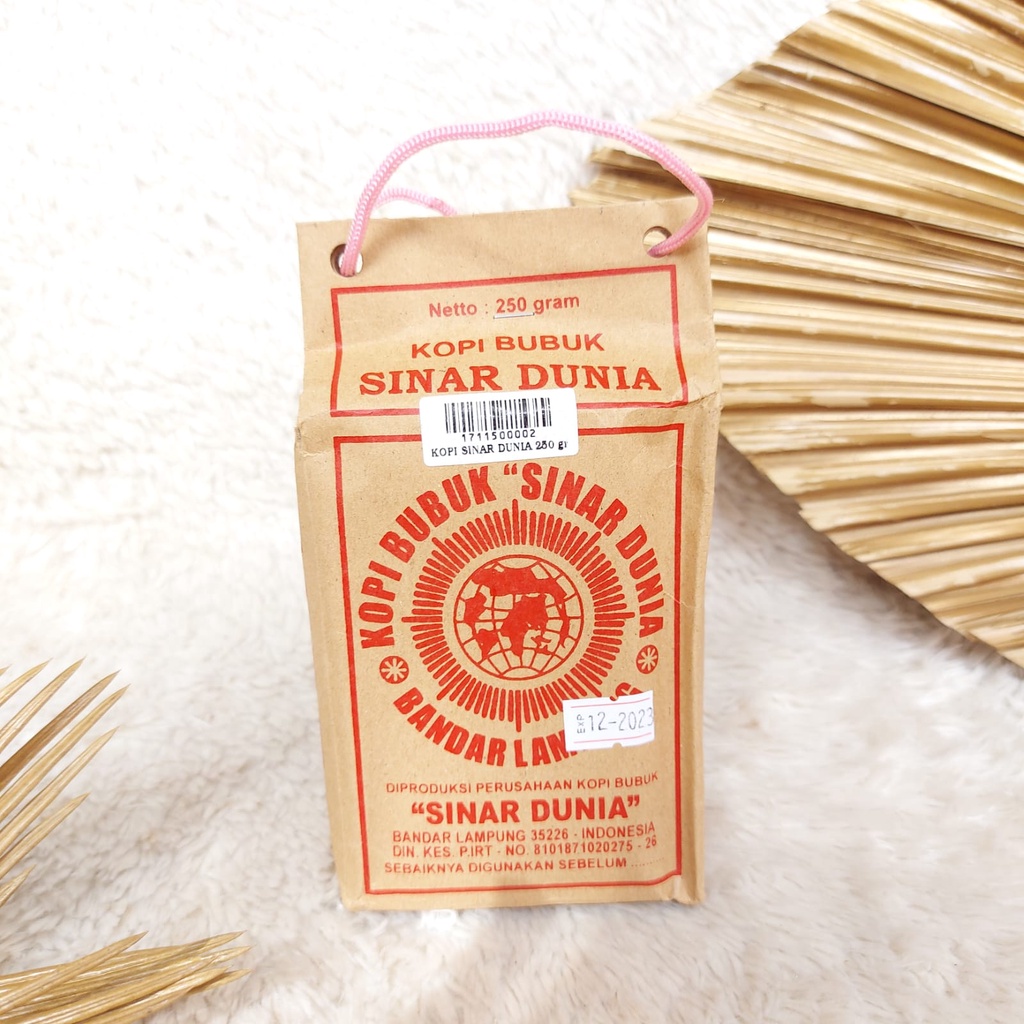 Netto : 250 gram
KOPI BUBUK
SINAR DUNIA
1711500002
KOPI SINAR DUNIA 250 gr
KOPI BUBUK “SINAR DUNIA
BANDAR
EXP 12-2023
DIPRODUKSI PERUSAHAAN KOPI BUBUK
“SINAR DUNIA”
BANDAR LAMPUNG 35226 - INDONESIA
DIN. KES. P.IRT - NO. 8101871020275 - 26
SEBAIKNYA DIGUNAKAN SEBELUM ..........